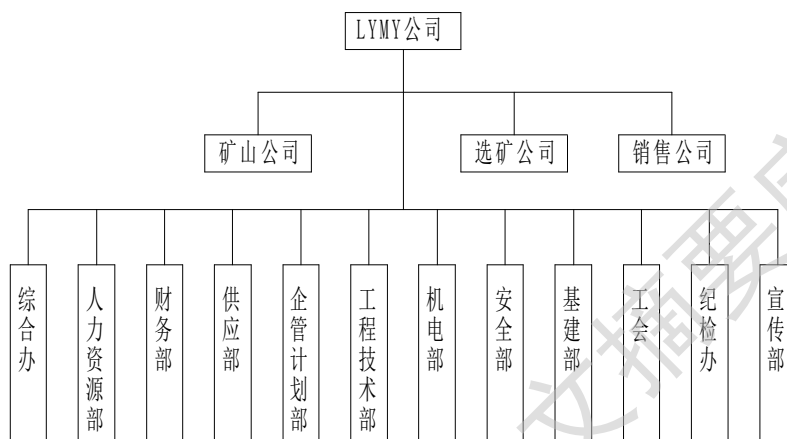 LYMY公司
矿山公司
选矿公司
销售公司
综合办
人力资源部
财务部
供应部
企管计划部
工程技术部
机电部
安全部
基建部
工会
纪检办
宣传部
文摘要